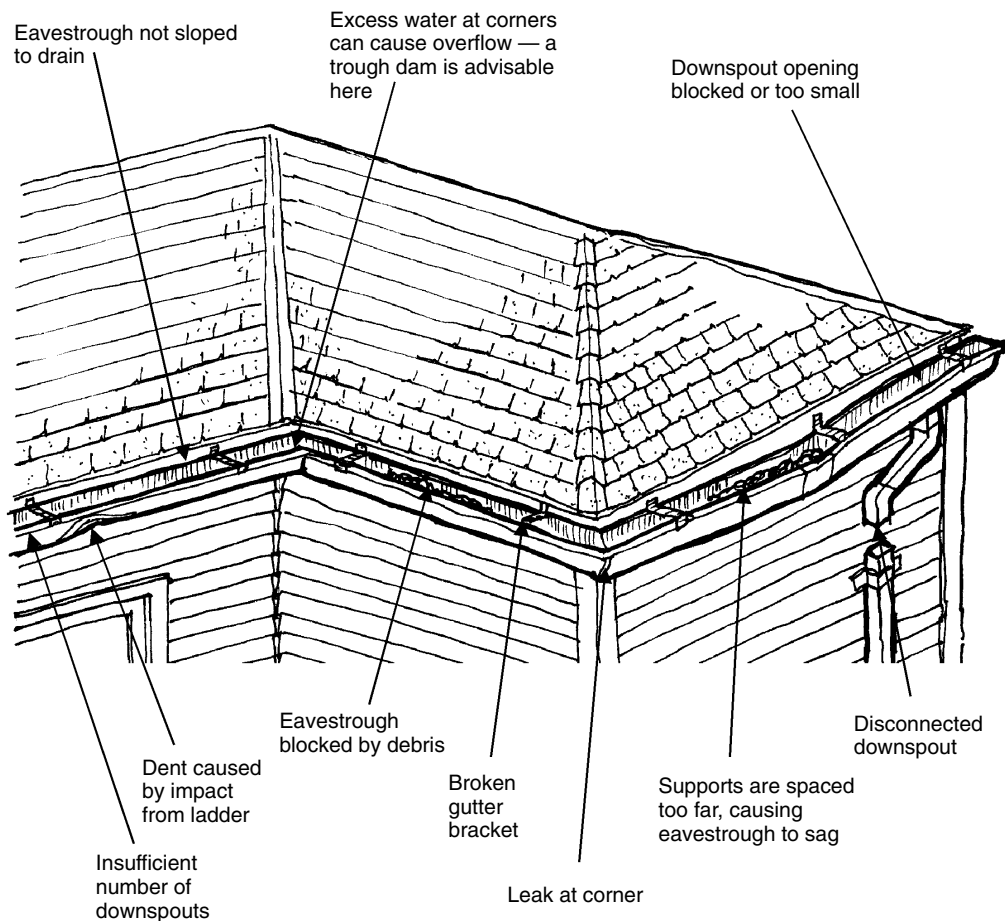 Eavestrough not sloped
to drain
Excess water at corners
can cause overflow — a
trough dam is advisable
here
Downspout opening
blocked or too small
Eavestrough
blocked by debris
Disconnected
downspout
Dent caused
by impact
from ladder
Broken
gutter
bracket
Supports are spaced
too far, causing
eavestrough to sag
Insufficient
number of
downspouts
Leak at corner